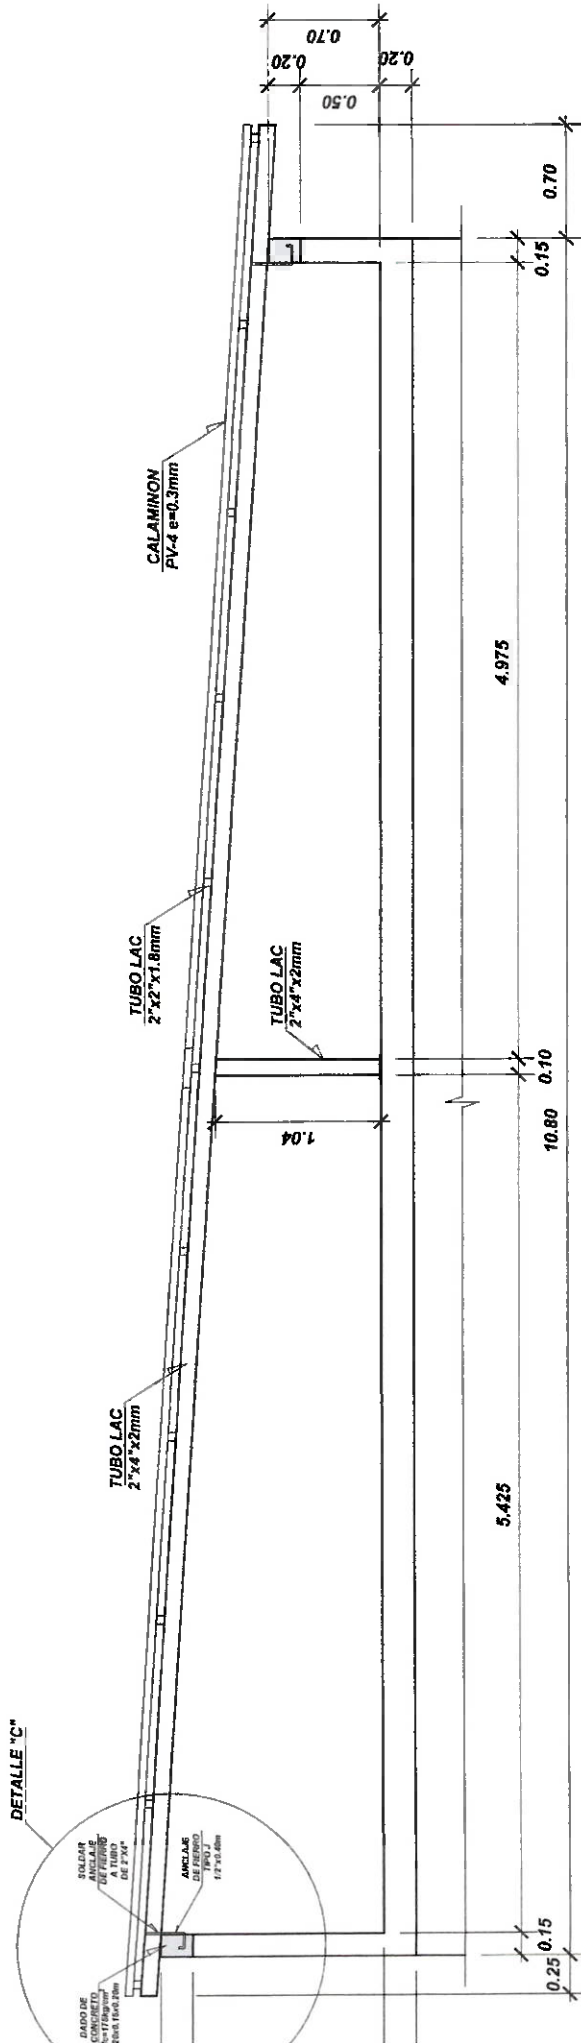 DETALLE "C"
DADO DE
CONCRETO
SOLDAR
ANCLAJE
DE FIERRO
A TUBO
DE 2"X4"
ANCLAJE
DE FIERRO
TIPO J
1/2"x0.40m
TUBO LAC
2"x4"x2mm
TUBO LAC
2"x2"x1.8mm
CALAMINON
PV-4 e=0.3mm
TUBO LAC
2"x4"x2mm
1.04
0.70
0.20
0.50
0.20
0.15
5.425
0.10
4.975
0.15
0.25
10.80
0.70